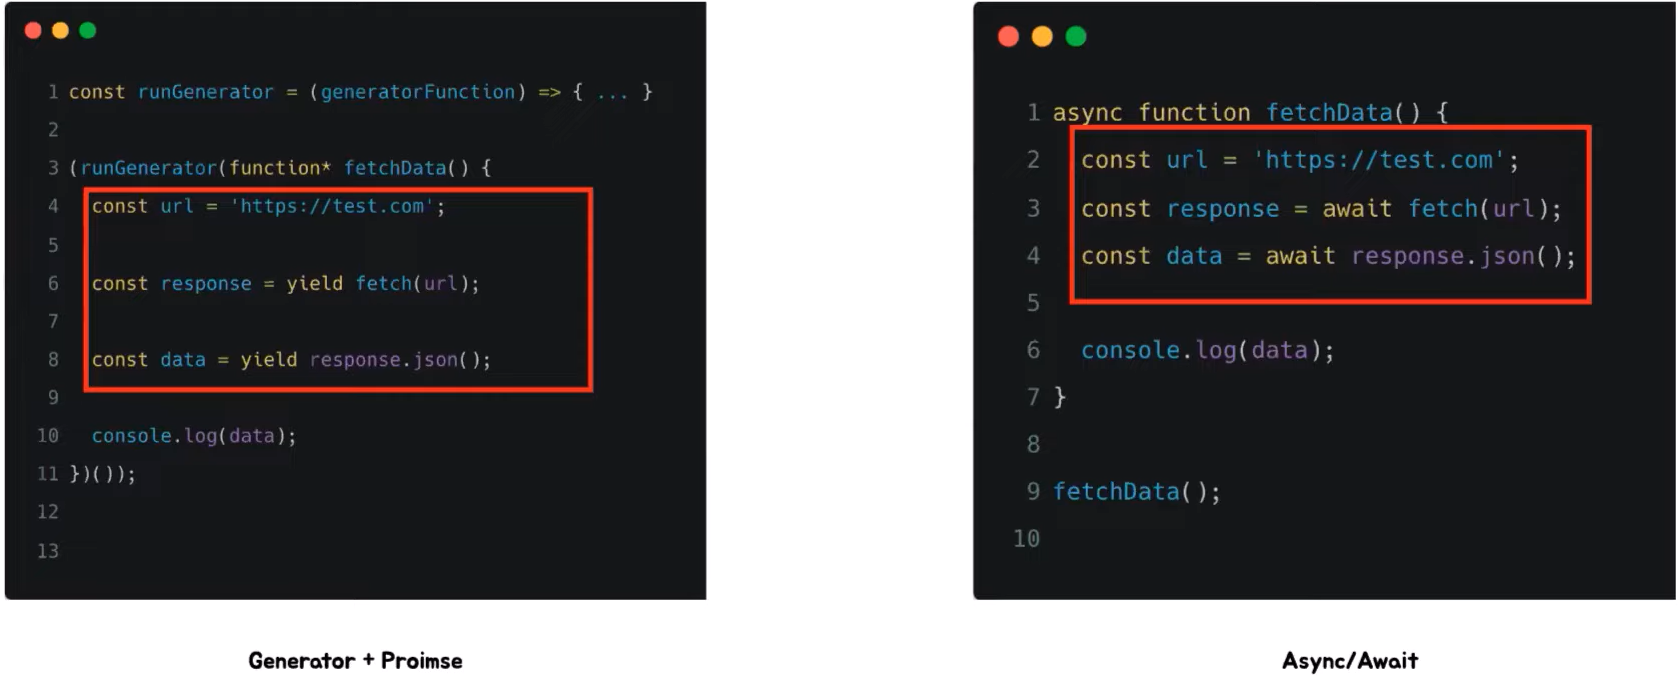 1 const runGenerator = (generatorFunction) => { ... }
2
3 (runGenerator(function* fetchData() {
4 const url = 'https://test.com';
5
6 const response = yield fetch(url);
7
8 const data = yield response.json();
9
10 console.log(data);
11 })());
12
13
Generator + Proimse
1 async function fetchData() {
2 const url = 'https://test.com';
3 const response = await fetch(url);
4 const data = await response.json();
5
6 console.log(data);
7 }
8
9 fetchData();
10
Async/Await